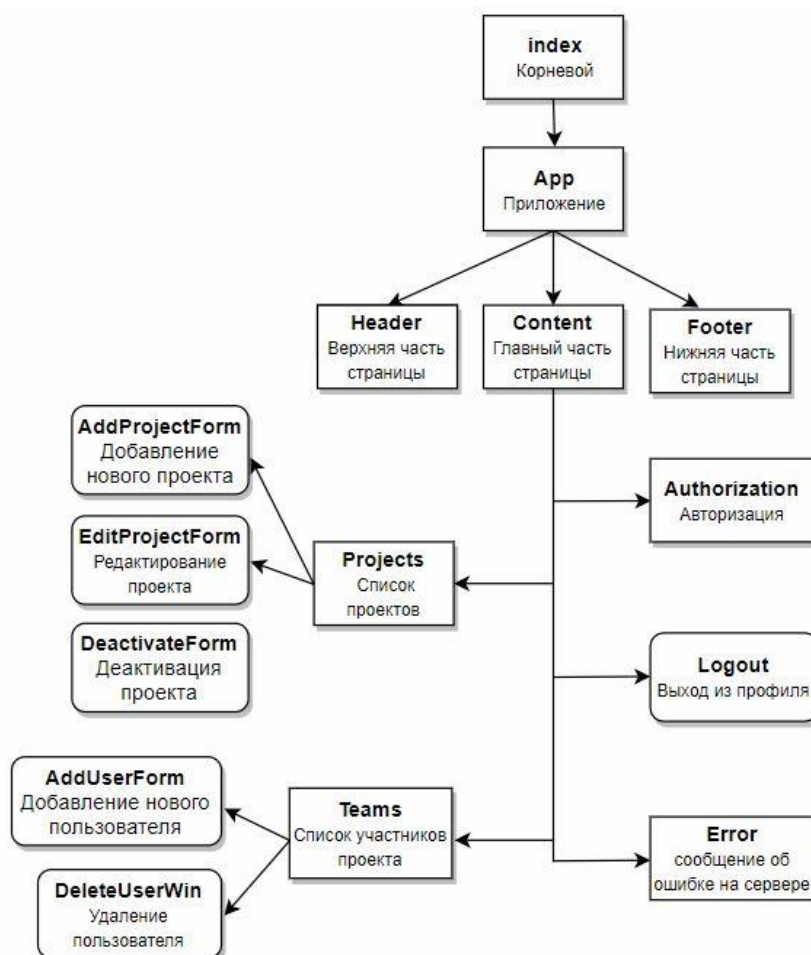 index
Корневой
App
Приложение
Header
Верхняя часть
страницы
Content
Главный часть
страницы
Footer
Нижняя часть
страницы
AddProjectForm
Добавление
нового проекта
EditProjectForm
Редактирование
проекта
DeactivateForm
Деактивация
проекта
Projects
Список
проектов
Authorization
Авторизация
Logout
Выход из профиля
AddUserForm
Добавление нового
пользователя
DeleteUserWin
Удаление
пользователя
Teams
Список участников
проекта
Error
сообщение об
ошибке на сервере